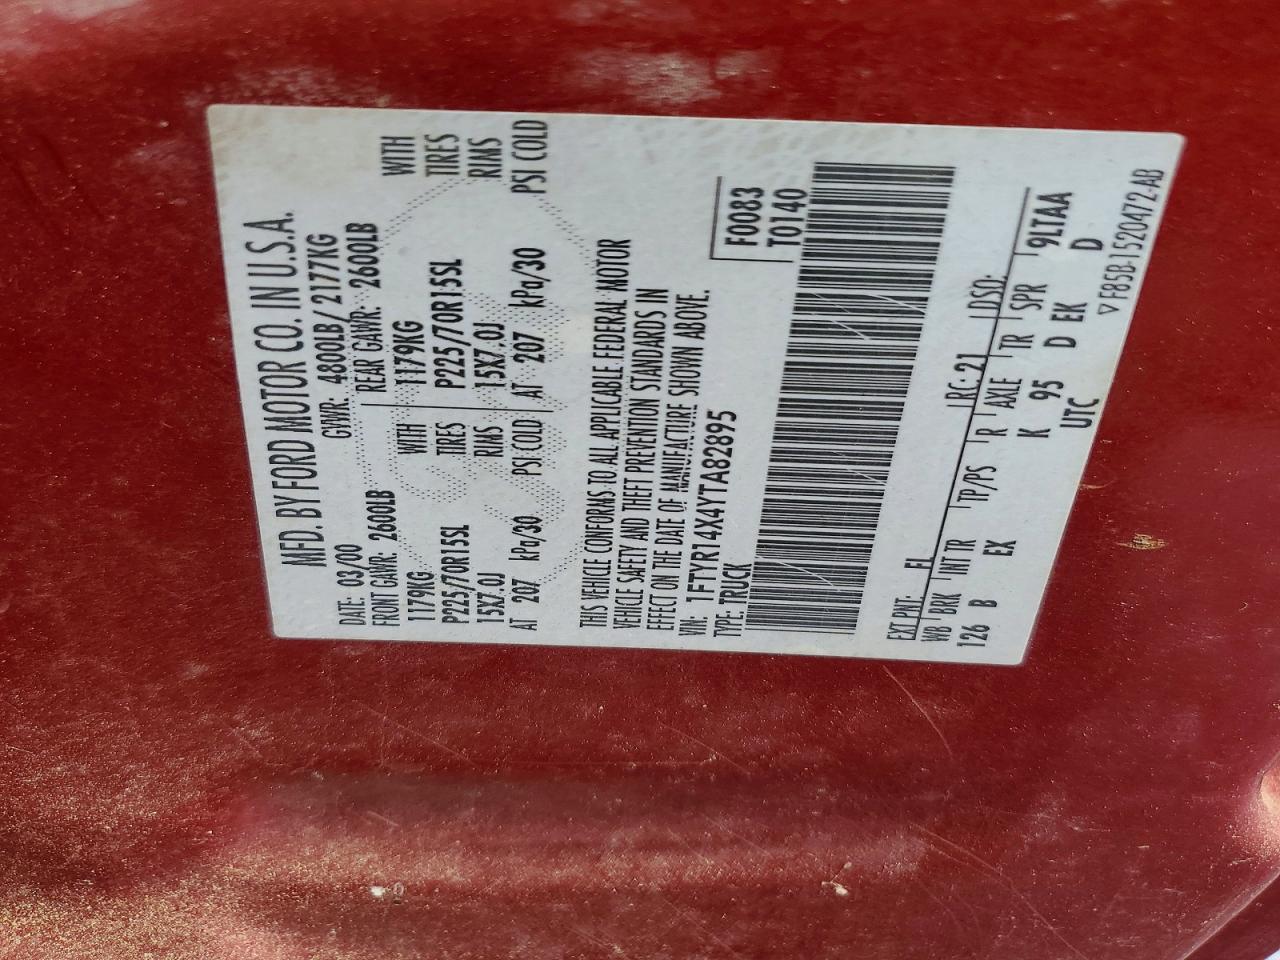 MFD. BY FORD MOTOR CO. IN U.S.A.
DATE: 03/00 GVWR: 4800LB/ 2177KG
FRONT GAWR: 2600LB REAR GAWR: 2600LB
1179KG WITH 1179KG WITH
P225/70R15SL TIRES P225/70R15SL TIRES
15X7.0J RIMS 15X7.0J RIMS
AT 207 kPa/30 PSI COLD AT 207 kPa/30 PSI COLD
THIS VEHICLE CONFORMS TO ALL APPLICABLE FEDERAL MOTOR
VEHICLE SAFETY AND THEFT PREVENTION STANDARDS IN
EFFECT ON THE DATE OF MANUFACTURE SHOWN ABOVE.
VIN: 1FTYR14X4YTA82895 F0083
TYPE: TRUCK T0140
EXT PNT: FL RC: 21 DSO:
WB BRK INT TR TP/PS R AXLE TR SPR 9LTAA
126 B EX K 95 D EK D
UTC ▽F85B-1520472-AB